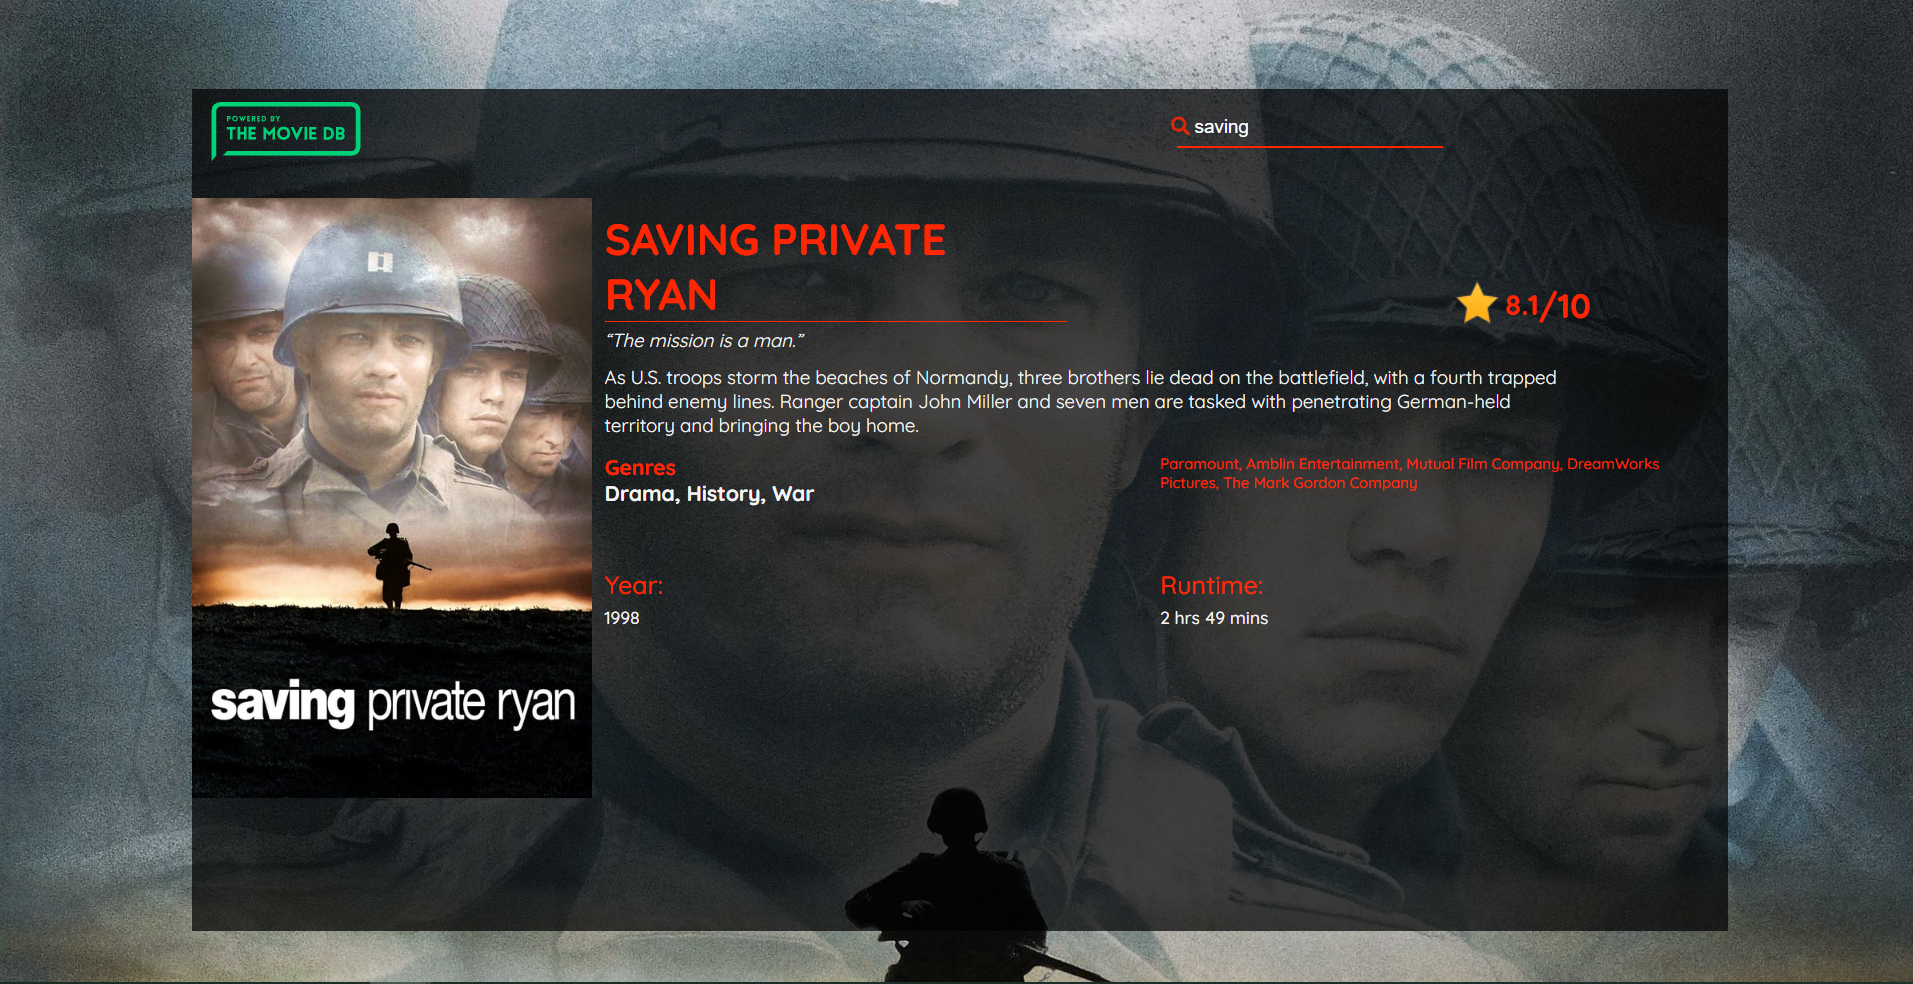 POWERED BY
THE MOVIE DB
saving
SAVING PRIVATE
RYAN
8.1/10
“The mission is a man.”
As U.S. troops storm the beaches of Normandy, three brothers lie dead on the battlefield, with a fourth trapped
behind enemy lines. Ranger captain John Miller and seven men are tasked with penetrating German-held
territory and bringing the boy home.
Genres
Drama, History, War
Paramount, Amblin Entertainment, Mutual Film Company, DreamWorks
Pictures, The Mark Gordon Company
Year:
1998
Runtime:
2 hrs 49 mins
saving private ryan